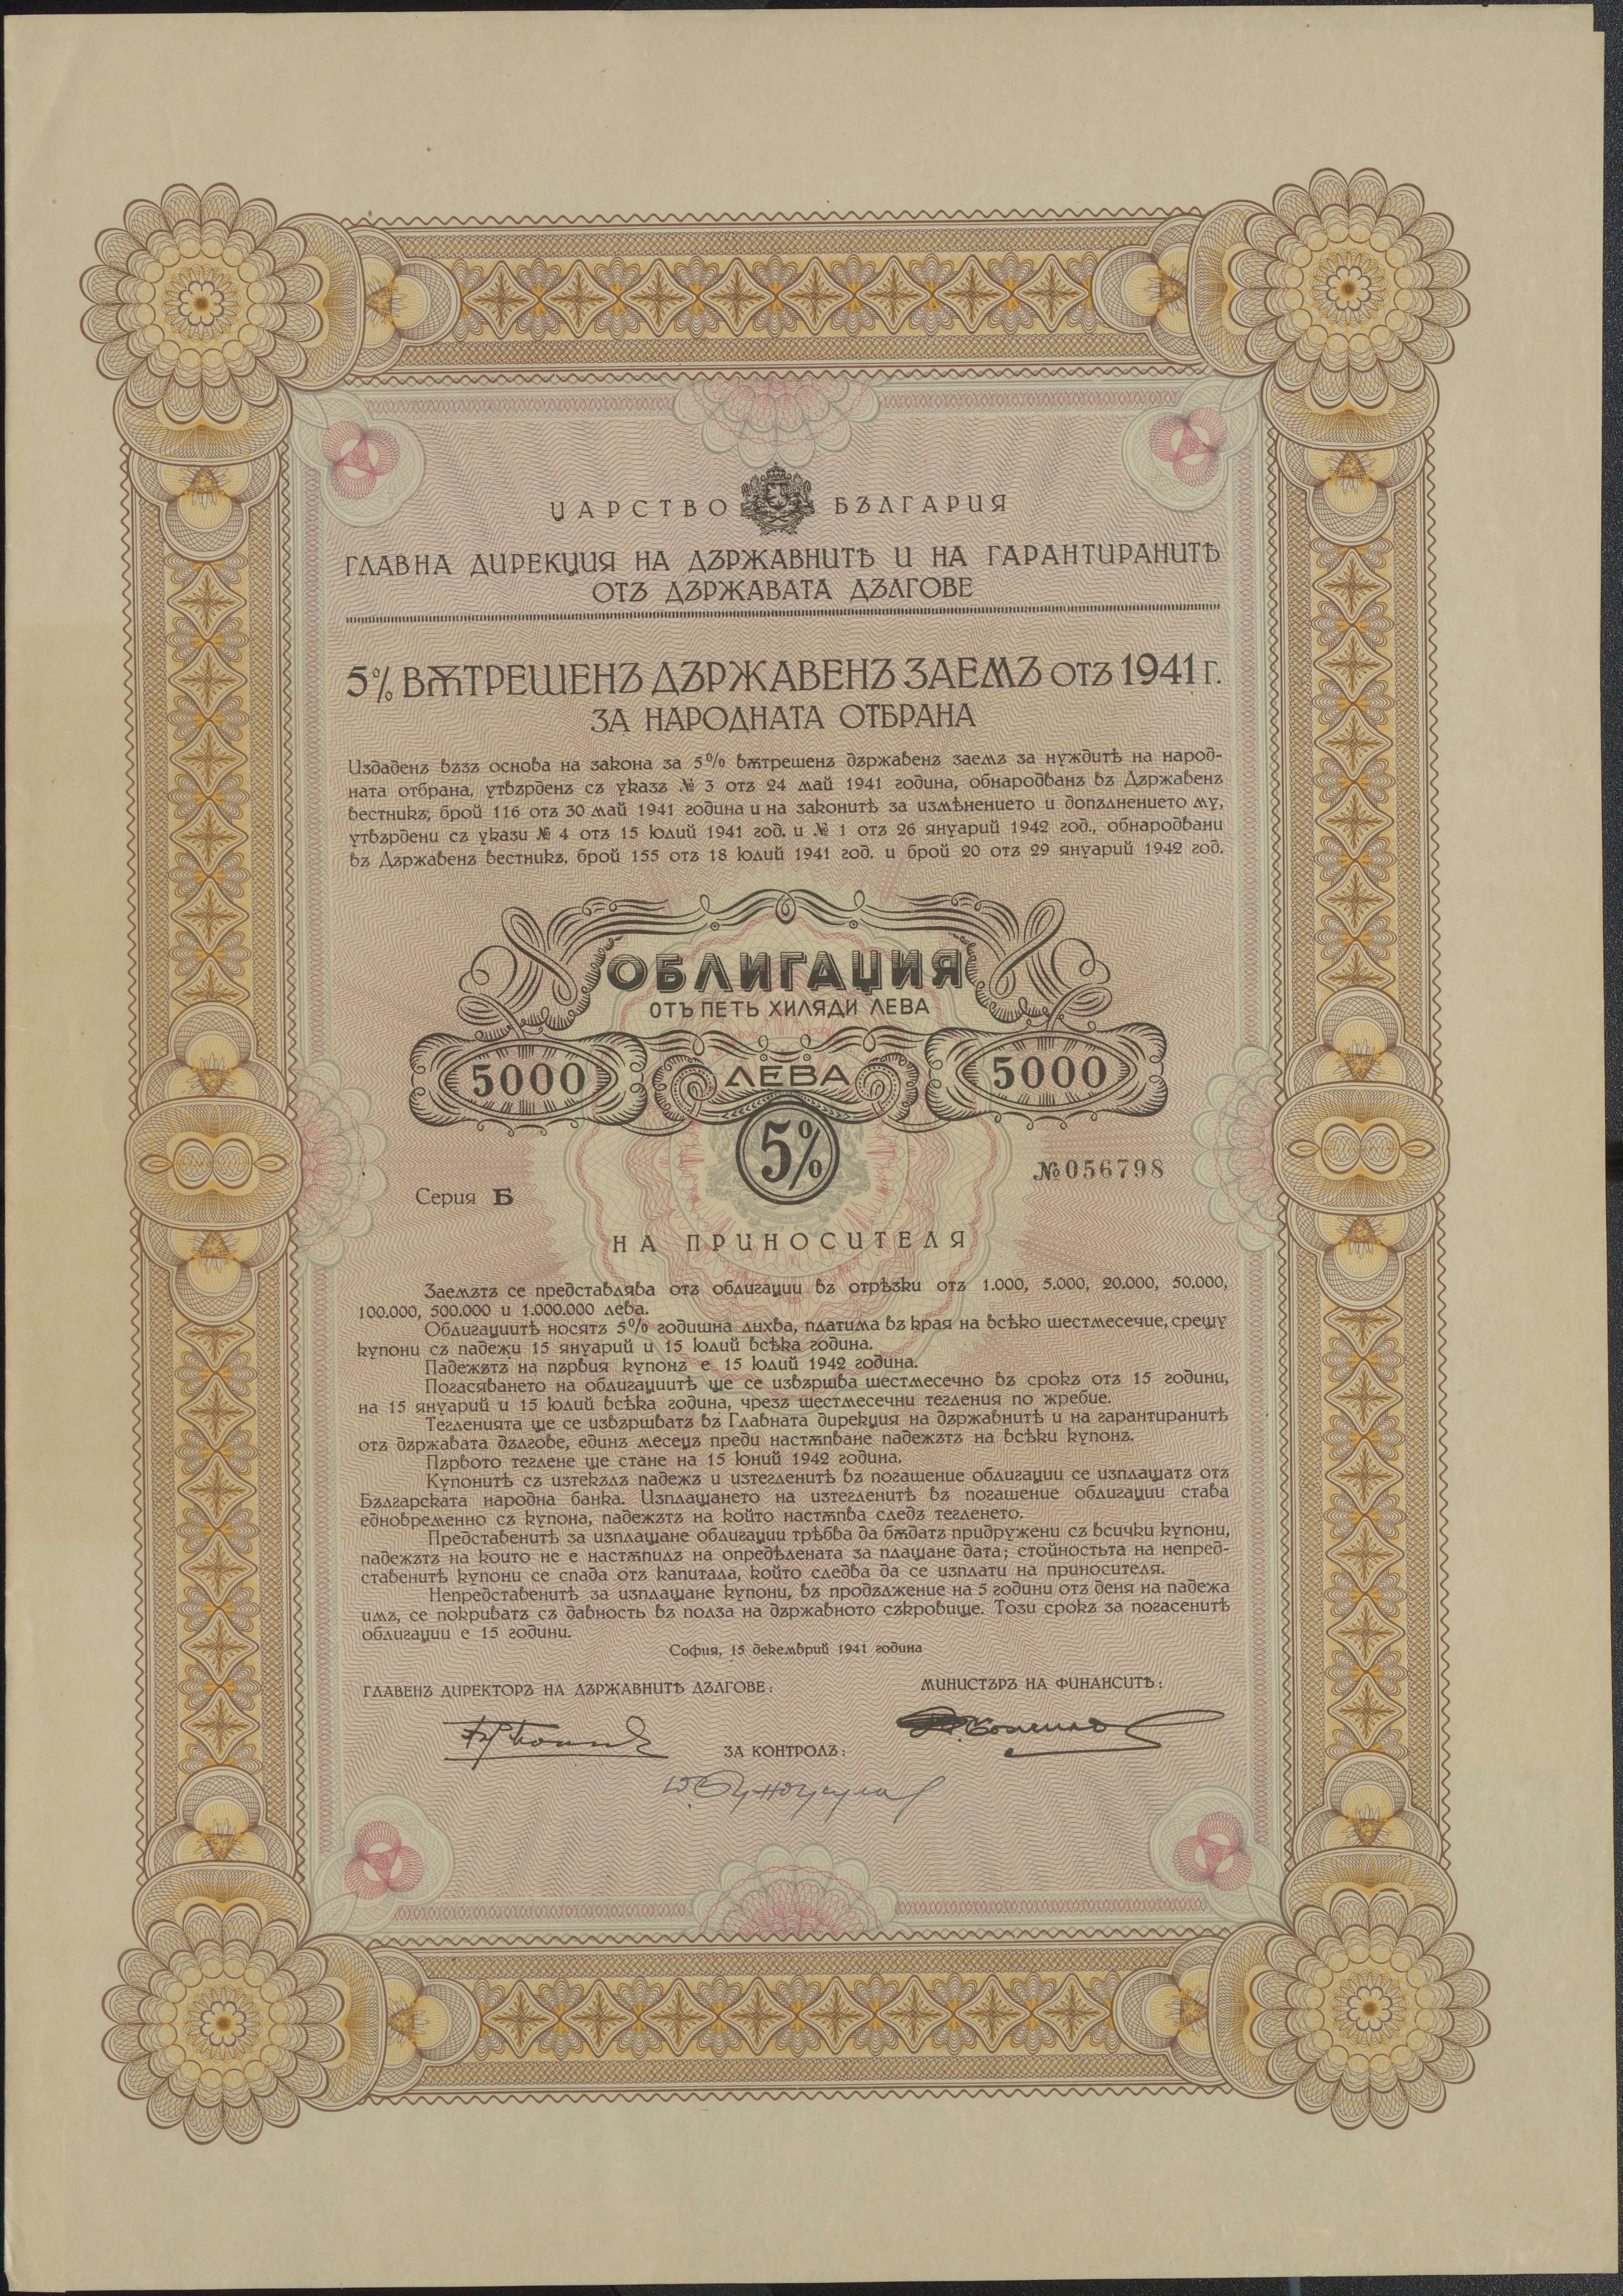 ЦАРСТВО БЪЛГАРИЯ
ГЛАВНА ДИРЕКЦИЯ НА ДЪРЖАВНИТѢ И НА ГАРАНТИРАНИТѢ
ОТЪ ДЪРЖАВАТА ДЪЛГОВЕ
5% ВѪТРЕШЕНЪ ДЪРЖАВЕНЪ ЗАЕМЪ ОТЪ 1941 Г.
ЗА НАРОДНАТА ОТБРАНА
Издаденъ възъ основа на закона за 5% вѫтрешенъ държавенъ заемъ за нуждитѣ на народ-
ната отбрана, утвърденъ съ указъ № 3 отъ 24 май 1941 година, обнародванъ въ Държавенъ
вестникъ, брой 116 отъ 30 май 1941 година и на законитѣ за измѣнението и допълнението му,
утвърдени съ укази № 4 отъ 15 юлий 1941 год. и № 1 отъ 26 януарий 1942 год., обнародвани
въ Държавенъ вестникъ, брой 155 отъ 18 юлий 1941 год. и брой 20 отъ 29 януарий 1942 год.
ОБЛИГАЦИЯ
ОТЪ ПЕТЬ ХИЛЯДИ ЛЕВА
5000 ЛЕВА 5000
5%
№ 056798
Серия Б
НА ПРИНОСИТЕЛЯ
Заемътъ се представлява отъ облигации въ отрѣзки отъ 1.000, 5.000, 20.000, 50.000,
100.000, 500.000 и 1.000.000 лева.
Облигациитѣ носятъ 5% годишна лихва, платима въ края на всѣко шестмесечие, срещу
купони съ падежи 15 януарий и 15 юлий всѣка година.
Падежътъ на първия купонъ е 15 юлий 1942 година.
Погасяването на облигациитѣ ще се извършва шестмесечно въ срокъ отъ 15 години,
на 15 януарий и 15 юлий всѣка година, чрезъ шестмесечни тегления по жребие.
Тегленията ще се извършватъ въ Главната дирекция на държавнитѣ и на гарантиранитѣ
отъ държавата дългове, единъ месецъ преди настѫпване падежътъ на всѣки купонъ.
Първото теглене ще стане на 15 юний 1942 година.
Купонитѣ съ изтекълъ падежъ и изтегленитѣ въ погашение облигации се изплащатъ отъ
Българската народна банка. Изплащането на изтегленитѣ въ погашение облигации става
едновременно съ купона, падежътъ на който настѫпва следъ тегленето.
Представенитѣ за изплащане облигации трѣбва да бѫдатъ придружени съ всички купони,
падежътъ на които не е настѫпилъ на опредѣлената за плащане дата; стойностьта на непред-
ставенитѣ купони се спада отъ капитала, който следва да се изплати на приносителя.
Непредставенитѣ за изплащане купони, въ продължение на 5 години отъ деня на падежа
имъ, се покриватъ съ давность въ полза на държавното съкровище. Този срокъ за погасенитѣ
облигации е 15 години.
София, 15 декемврий 1941 година
ГЛАВЕНЪ ДИРЕКТОРЪ НА ДЪРЖАВНИТѢ ДЪЛГОВЕ:
МИНИСТЪРЪ НА ФИНАНСИТѢ:
ЗА КОНТРОЛЪ: